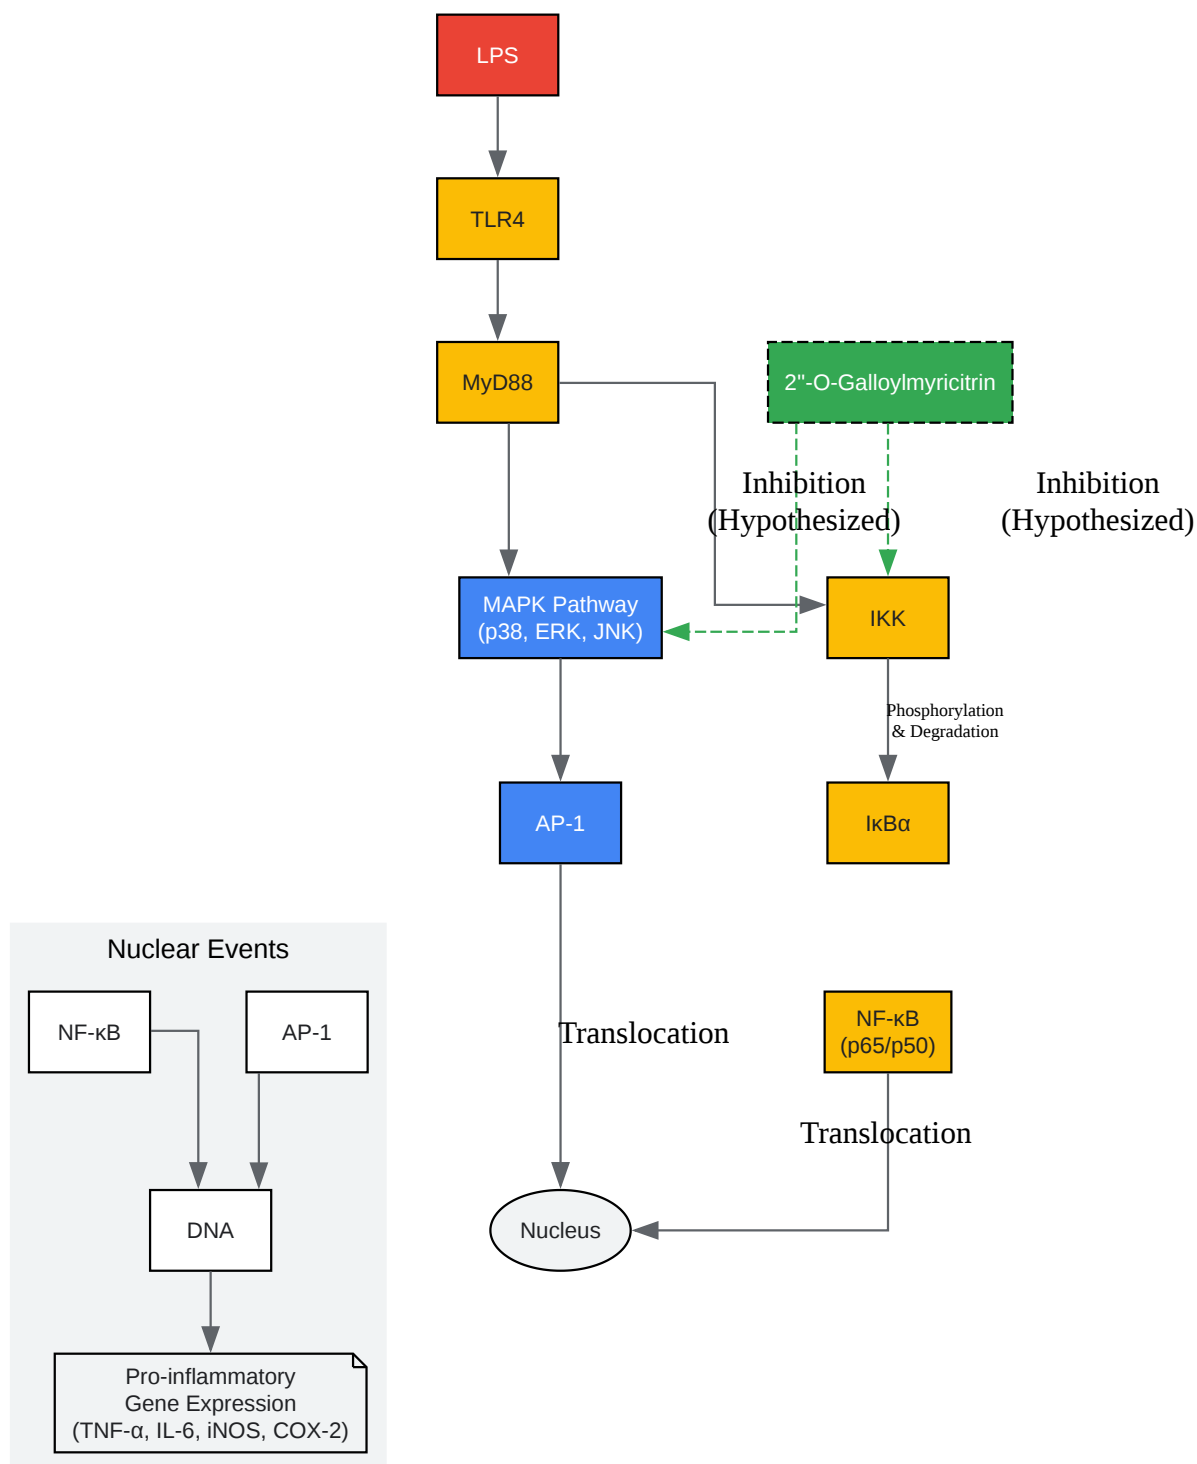 LPS
TLR4
MyD88
2"-O-Galloylmyricitrin
Inhibition
(Hypothesized)
Inhibition
(Hypothesized)
MAPK Pathway
(p38, ERK, JNK)
IKK
Phosphorylation
& Degradation
AP-1
IκBα
Nuclear Events
NF-κB
AP-1
Translocation
NF-κB
(p65/p50)
Translocation
DNA
Nucleus
Pro-inflammatory
Gene Expression
(TNF-α, IL-6, iNOS, COX-2)